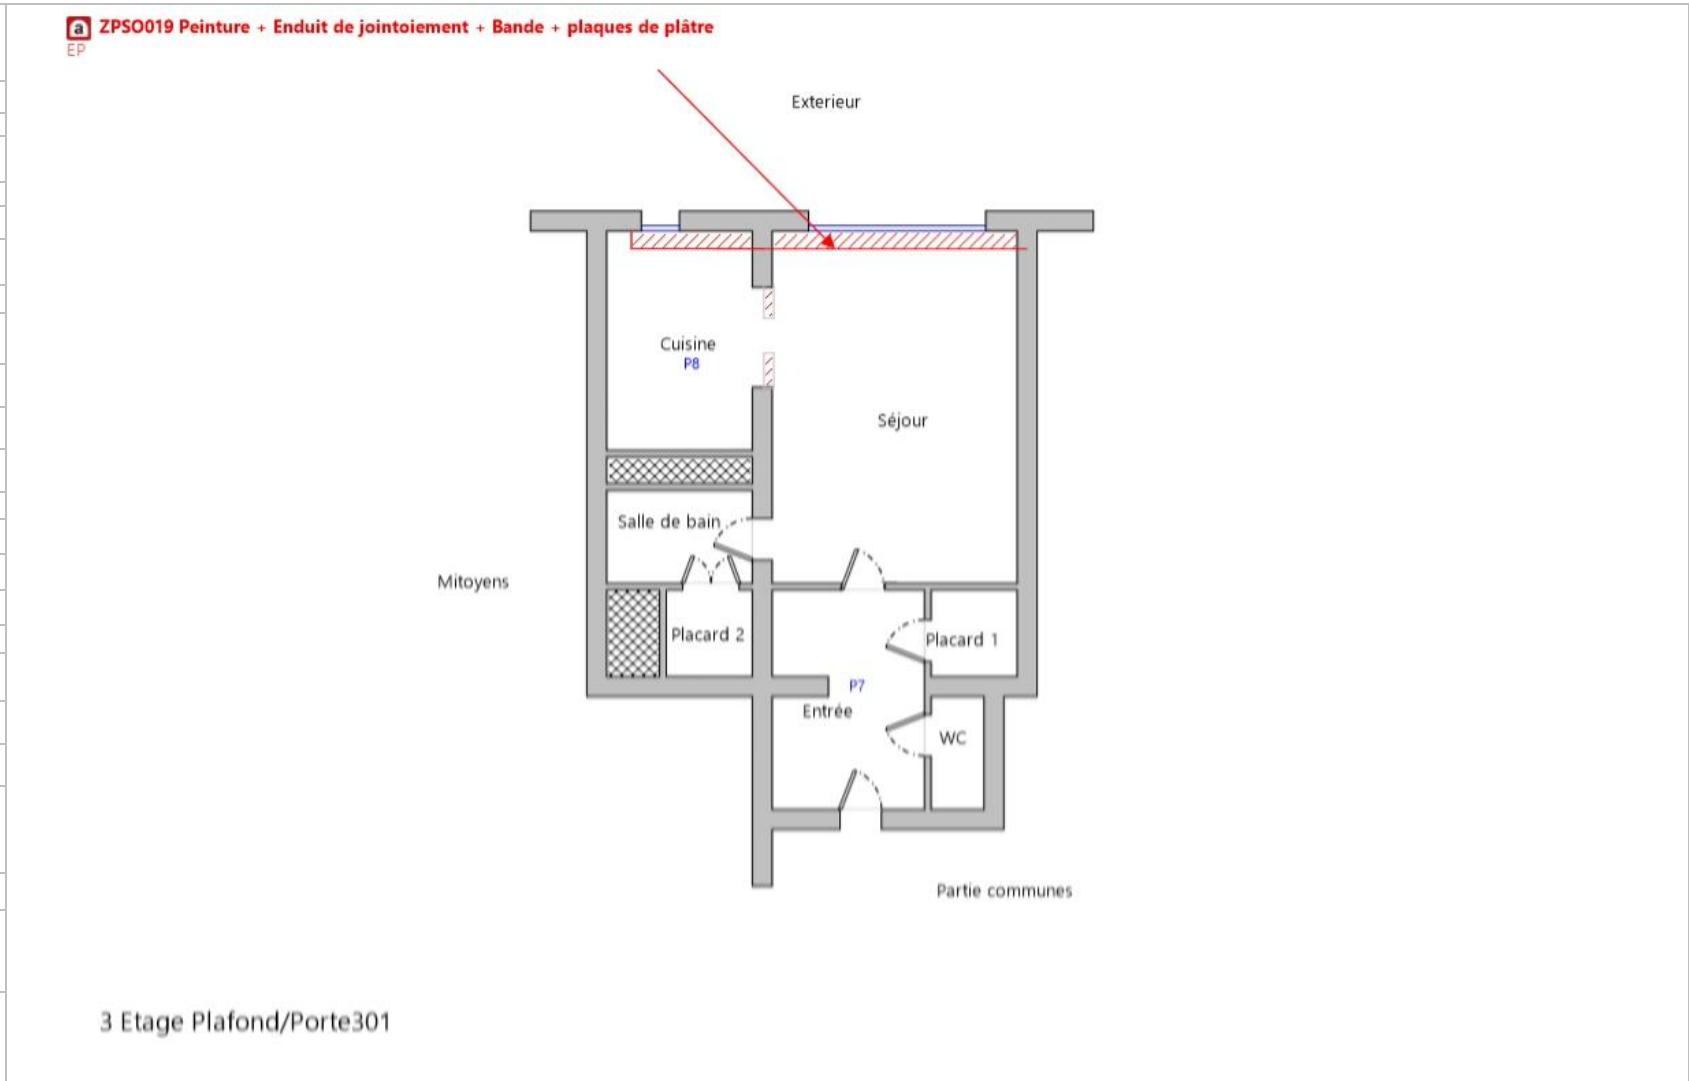 a ZPSO019 Peinture + Enduit de jointoiement + Bande + plaques de plâtre
EP
Exterieur
Cuisine
P8
Séjour
Salle de bain
Mitoyens
Placard 2
Placard 1
P7
Entrée
WC
Partie communes
3 Etage Plafond/Porte301